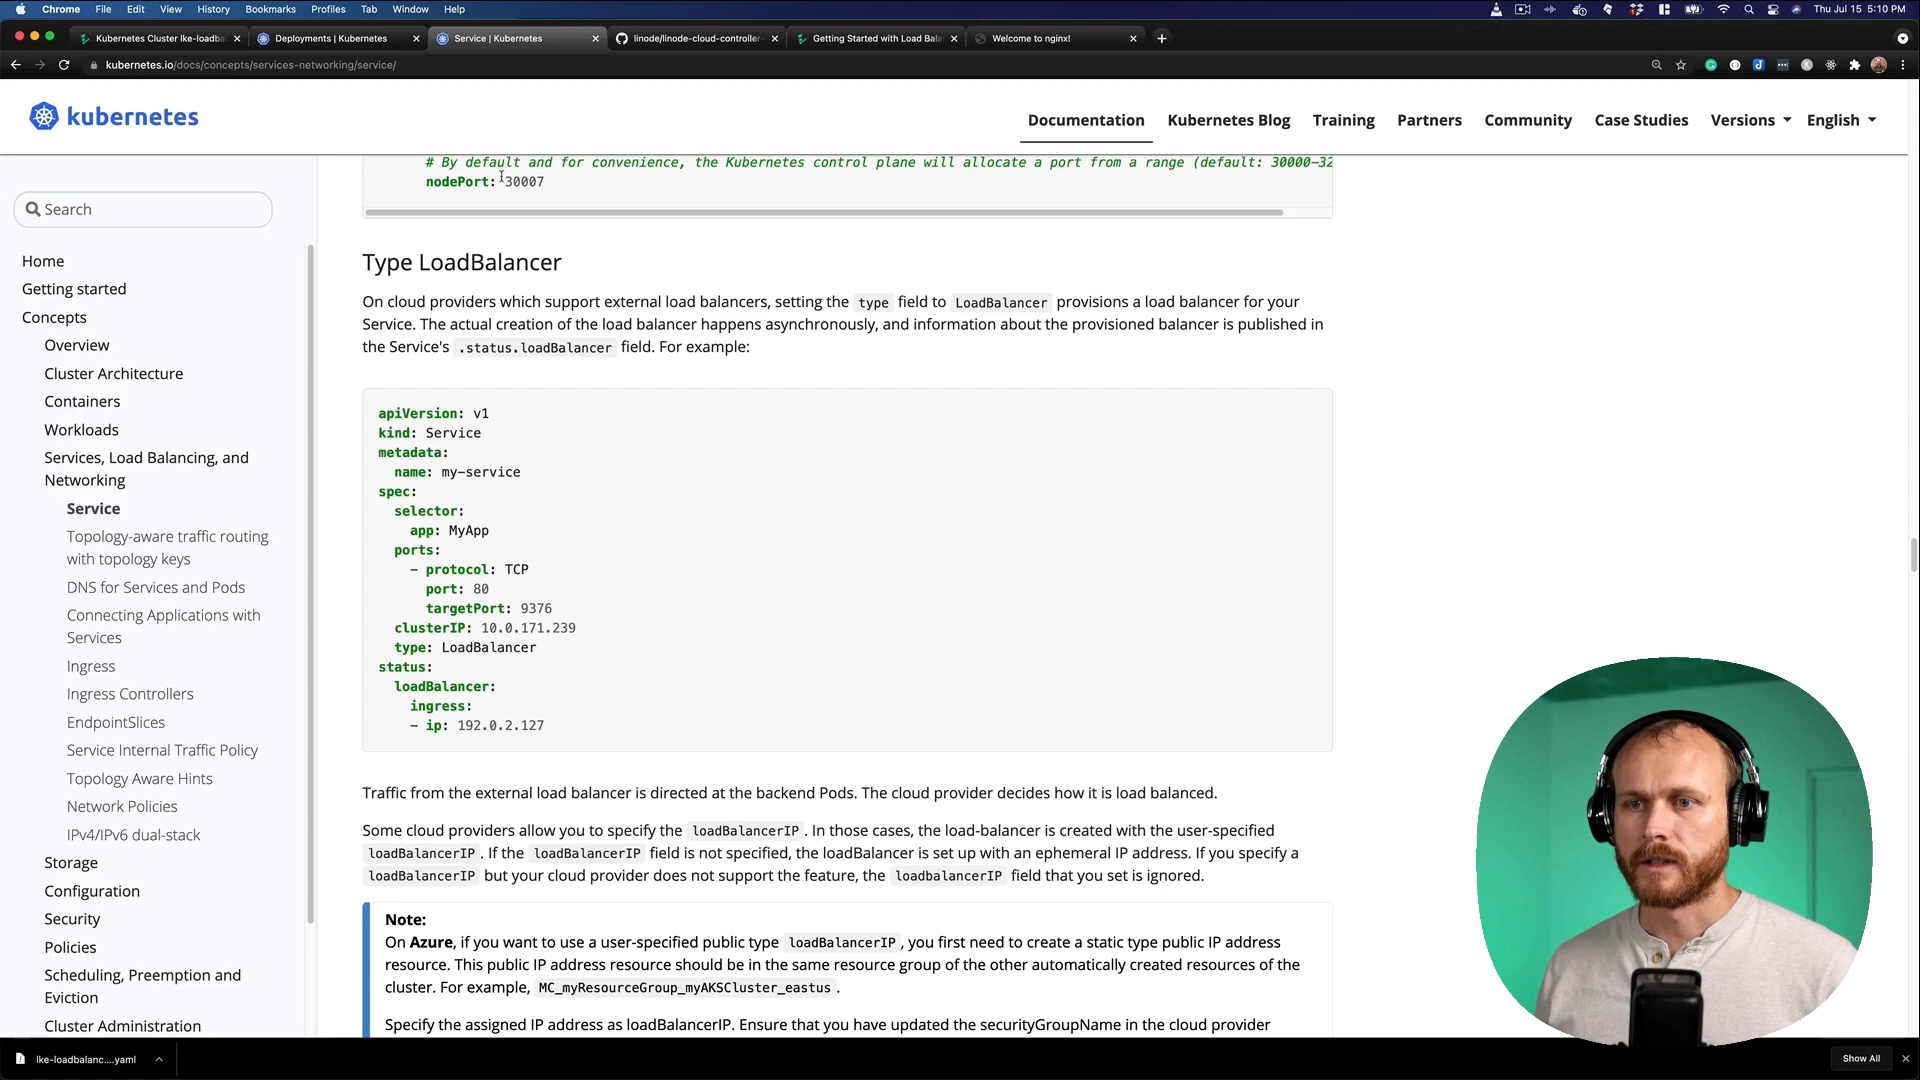 Chrome File Edit View History Bookmarks Profiles Tab Window Help Thu Jul 15 5:10 PM
Kubernetes Cluster lke-loadba Deployments | Kubernetes Service | Kubernetes linode/linode-cloud-controller- Getting Started with Load Bala Welcome to nginx!
kubernetes.io/docs/concepts/services-networking/service/
kubernetes
Documentation Kubernetes Blog Training Partners Community Case Studies Versions English
Search
Home
Getting started
Concepts
Overview
Cluster Architecture
Containers
Workloads
Services, Load Balancing, and
Networking
Service
Topology-aware traffic routing
with topology keys
DNS for Services and Pods
Connecting Applications with
Services
Ingress
Ingress Controllers
EndpointSlices
Service Internal Traffic Policy
Topology Aware Hints
Network Policies
IPv4/IPv6 dual-stack
Storage
Configuration
Security
Policies
Scheduling, Preemption and
Eviction
Cluster Administration
# By default and for convenience, the Kubernetes control plane will allocate a port from a range (default: 30000-32
nodePort: 30007
Type LoadBalancer
On cloud providers which support external load balancers, setting the type field to LoadBalancer provisions a load balancer for your
Service. The actual creation of the load balancer happens asynchronously, and information about the provisioned balancer is published in
the Service's .status.loadBalancer field. For example:
apiVersion: v1
kind: Service
metadata:
name: my-service
spec:
selector:
app: MyApp
ports:
- protocol: TCP
port: 80
targetPort: 9376
clusterIP: 10.0.171.239
type: LoadBalancer
status:
loadBalancer:
ingress:
- ip: 192.0.2.127
Traffic from the external load balancer is directed at the backend Pods. The cloud provider decides how it is load balanced.
Some cloud providers allow you to specify the loadBalancerIP. In those cases, the load-balancer is created with the user-specified
loadBalancerIP. If the loadBalancerIP field is not specified, the loadBalancer is set up with an ephemeral IP address. If you specify a
loadBalancerIP but your cloud provider does not support the feature, the loadbalancerIP field that you set is ignored.
Note:
On Azure, if you want to use a user-specified public type loadBalancerIP, you first need to create a static type public IP address
resource. This public IP address resource should be in the same resource group of the other automatically created resources of the
cluster. For example, MC_myResourceGroup_myAKSCluster_eastus.
Specify the assigned IP address as loadBalancerIP. Ensure that you have updated the securityGroupName in the cloud provider
lke-loadbalanc....yaml
Show All